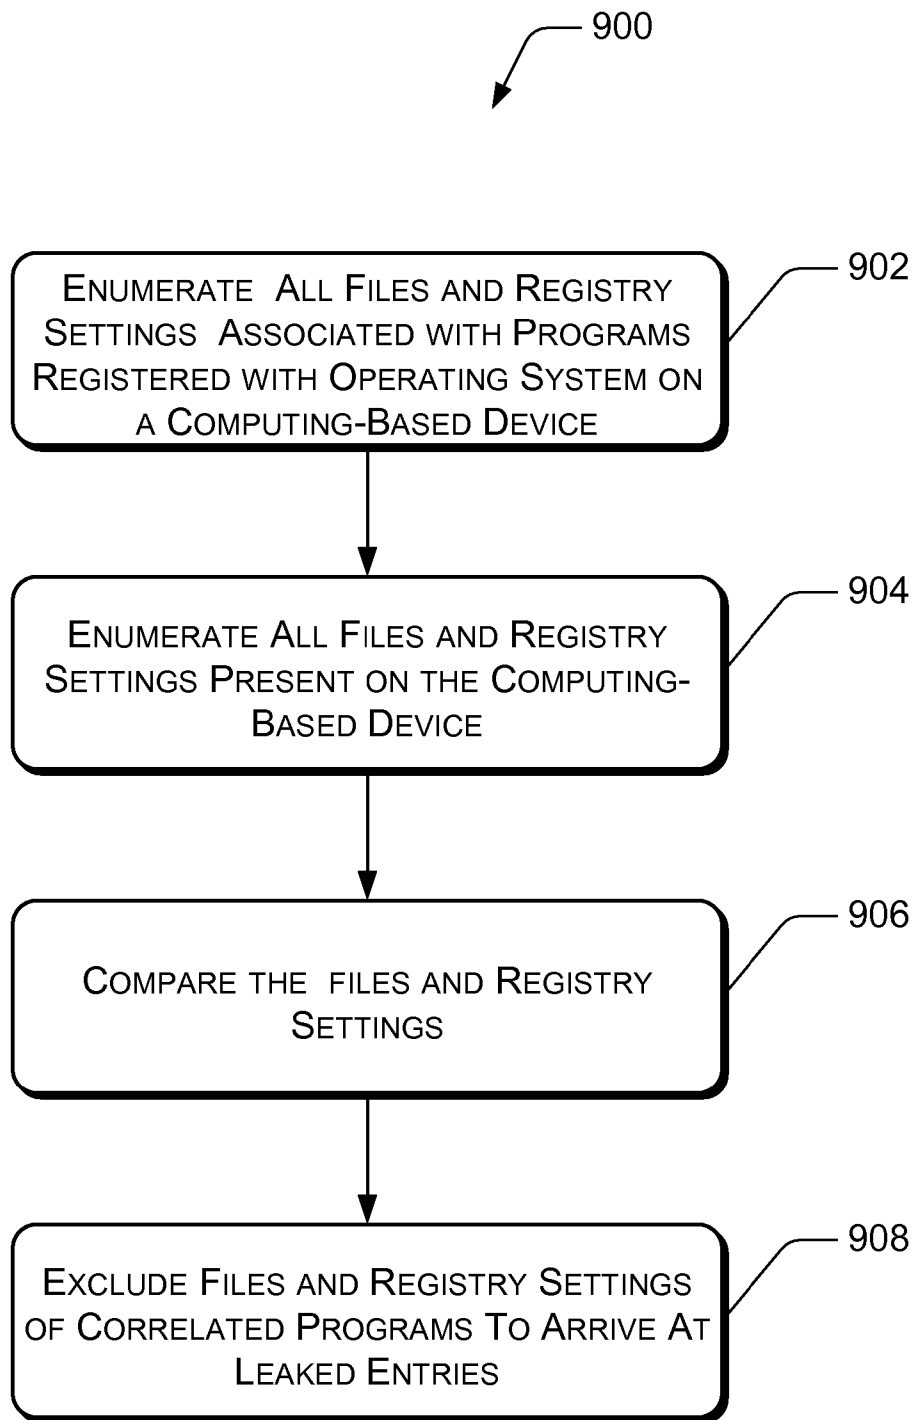 900
902
ENUMERATE ALL FILES AND REGISTRY
SETTINGS ASSOCIATED WITH PROGRAMS
REGISTERED WITH OPERATING SYSTEM ON
A COMPUTING-BASED DEVICE
904
ENUMERATE ALL FILES AND REGISTRY
SETTINGS PRESENT ON THE COMPUTING-
BASED DEVICE
906
COMPARE THE FILES AND REGISTRY
SETTINGS
908
EXCLUDE FILES AND REGISTRY SETTINGS
OF CORRELATED PROGRAMS TO ARRIVE AT
LEAKED ENTRIES